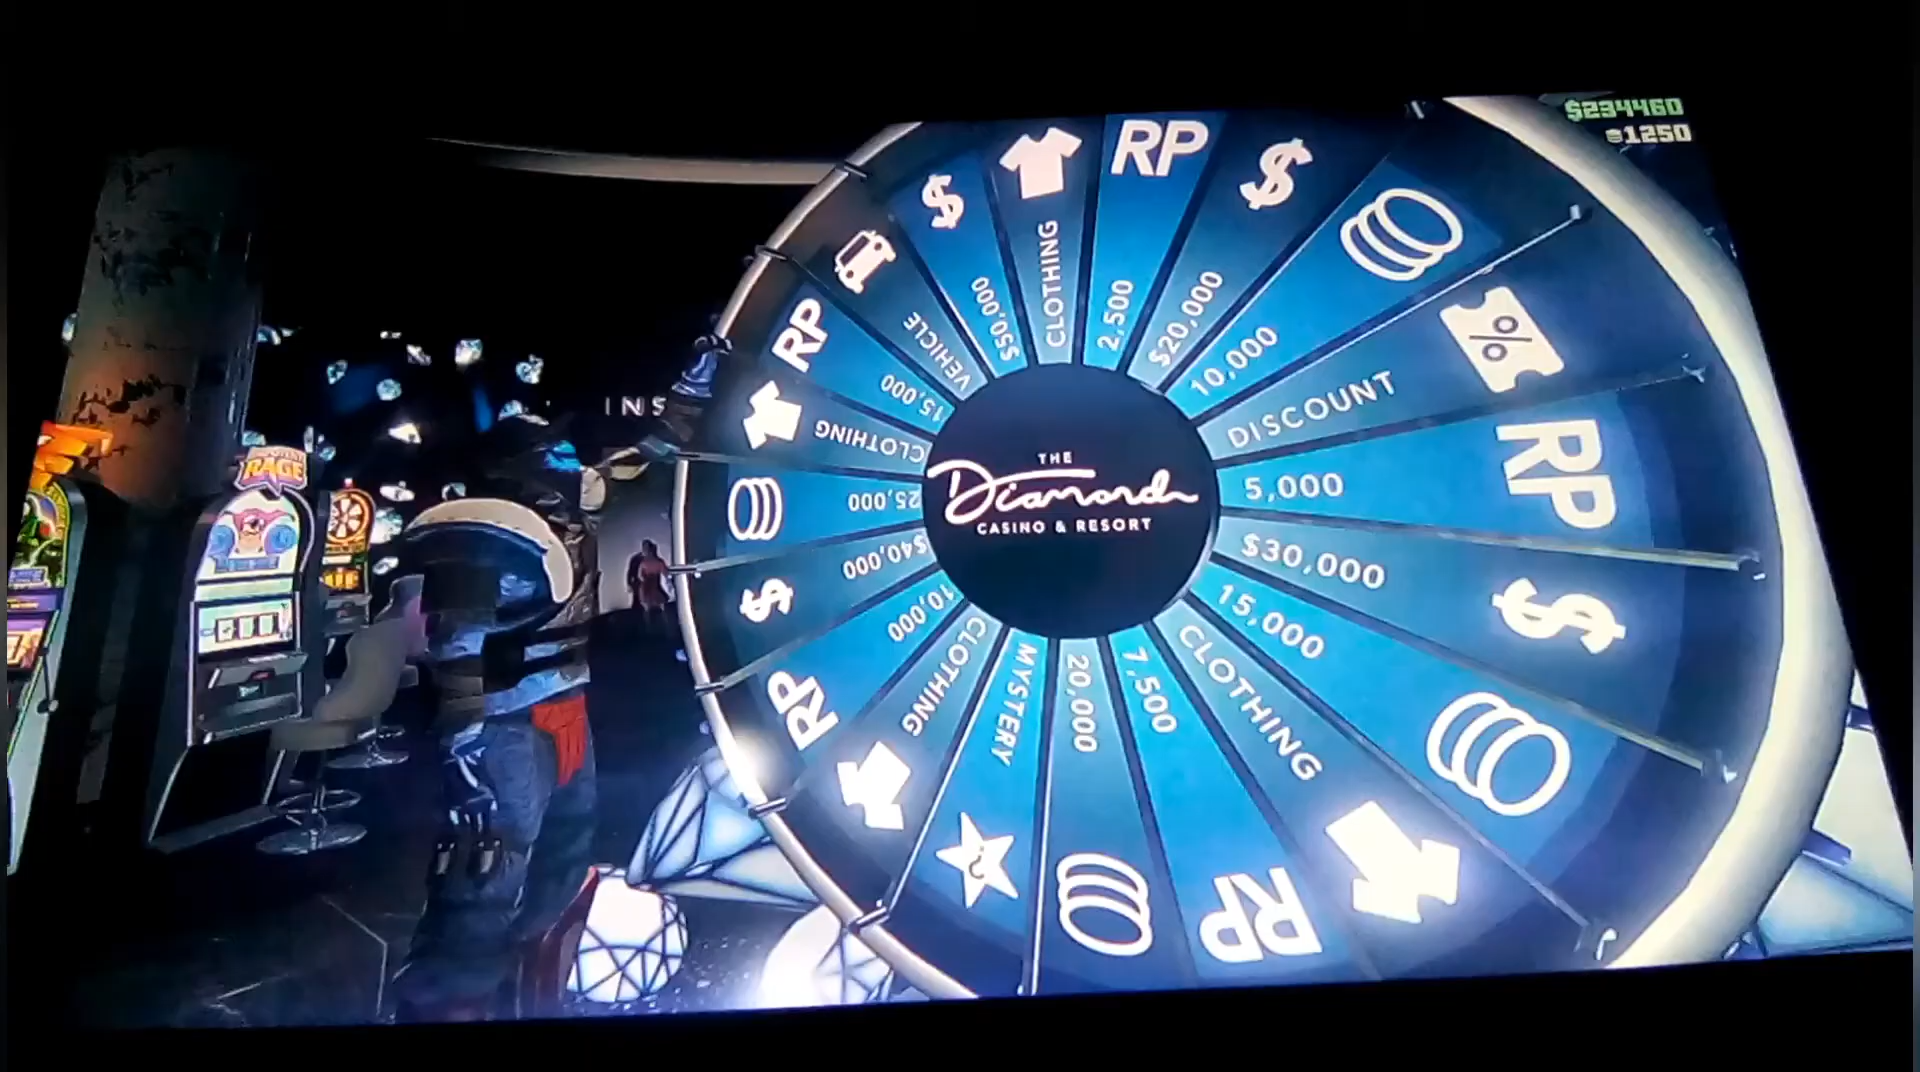 $234460
1250
RP
2,500
$
$20,000
10,000
DISCOUNT
%
RP
5,000
$30,000
$
15,000
CLOTHING
RP
7,500
20,000
MYSTERY
?
CLOTHING
RP
10,000
$
$40,000
25,000
CLOTHING
RP
15,000
VEHICLE
$
$50,000
CLOTHING
THE
Diamond
CASINO & RESORT
INS
RAGE